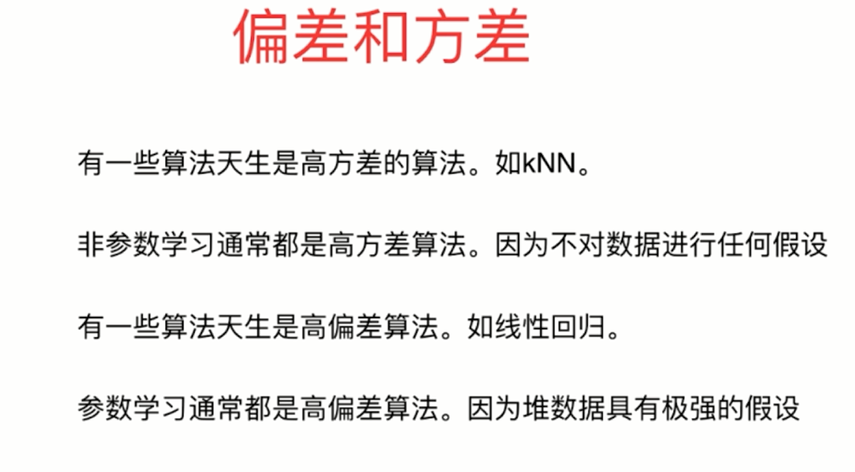 偏差和方差
有一些算法天生是高方差的算法。如kNN。
非参数学习通常都是高方差算法。因为不对数据进行任何假设
有一些算法天生是高偏差算法。如线性回归。
参数学习通常都是高偏差算法。因为堆数据具有极强的假设